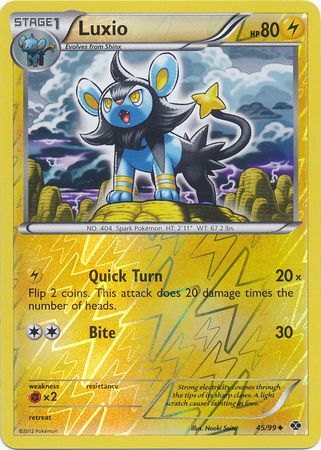 STAGE1 Luxio HP80
Evolves from Shinx
NO. 404 Spark Pokémon HT: 2'11" WT: 67.2 lbs.
Quick Turn 20×
Flip 2 coins. This attack does 20 damage times
the number of heads.
Bite 30
weakness resistance
×2
retreat
Strong electricity courses through
the tips of its sharp claws. A light
scratch causes fainting in foes.
©2012 Pokémon
illus. Naoki Saito
45/99